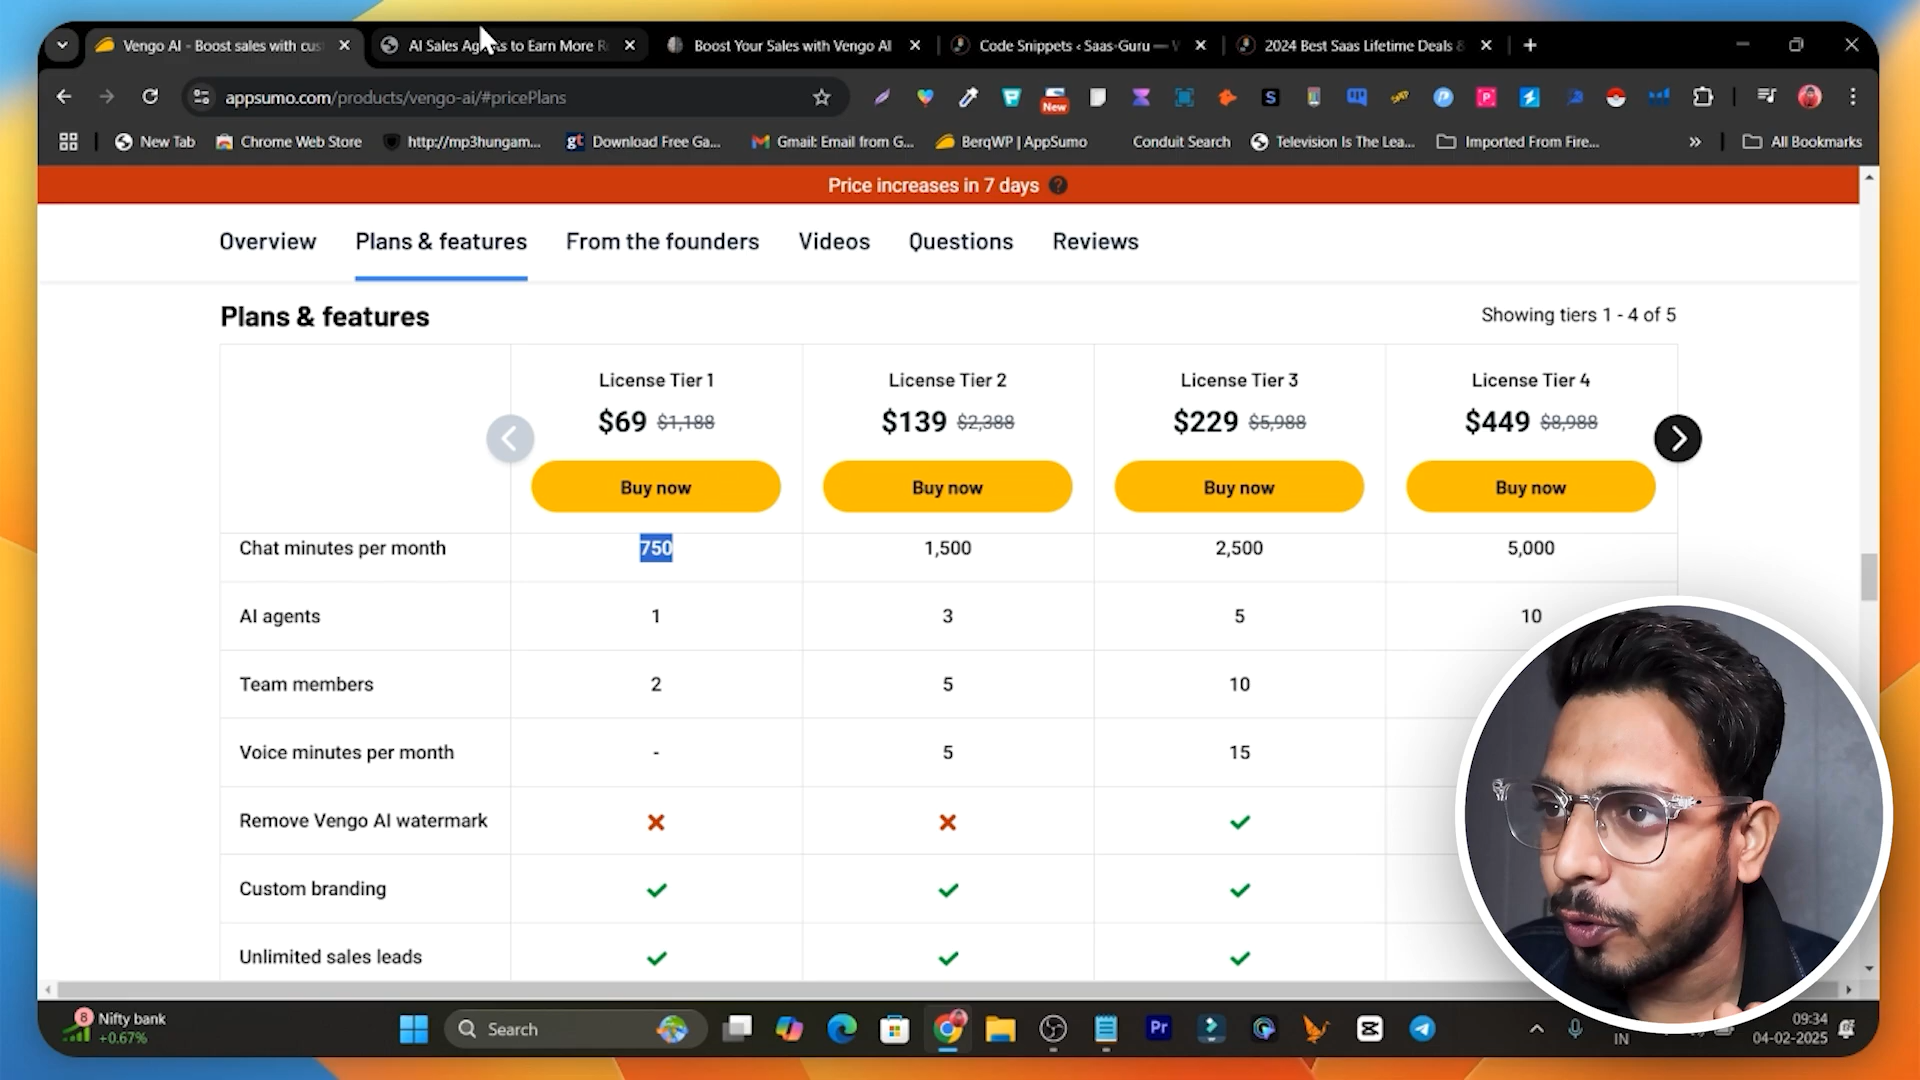 Vengo AI - Boost sales with cus
AI Sales Agents to Earn More R
Boost Your Sales with Vengo AI
Code Snippets ‹ Saas-Guru — V
2024 Best Saas Lifetime Deals &
appsumo.com/products/vengo-ai/#pricePlans
New
New Tab
Chrome Web Store
http://mp3hungam...
Download Free Ga...
Gmail: Email from G...
BerqWP | AppSumo
Conduit Search
Television Is The Lea...
Imported From Fire...
All Bookmarks
Price increases in 7 days
Overview
Plans & features
From the founders
Videos
Questions
Reviews
Plans & features
Showing tiers 1 - 4 of 5
License Tier 1
License Tier 2
License Tier 3
License Tier 4
$69 $1,188
$139 $2,388
$229 $5,988
$449 $8,988
Buy now
Buy now
Buy now
Buy now
Chat minutes per month 750 1,500 2,500 5,000
AI agents 1 3 5 10
Team members 2 5 10
Voice minutes per month - 5 15
Remove Vengo AI watermark
Custom branding
Unlimited sales leads
8
Nifty bank
+0.67%
Search
Pr
IN
09:34
04-02-2025